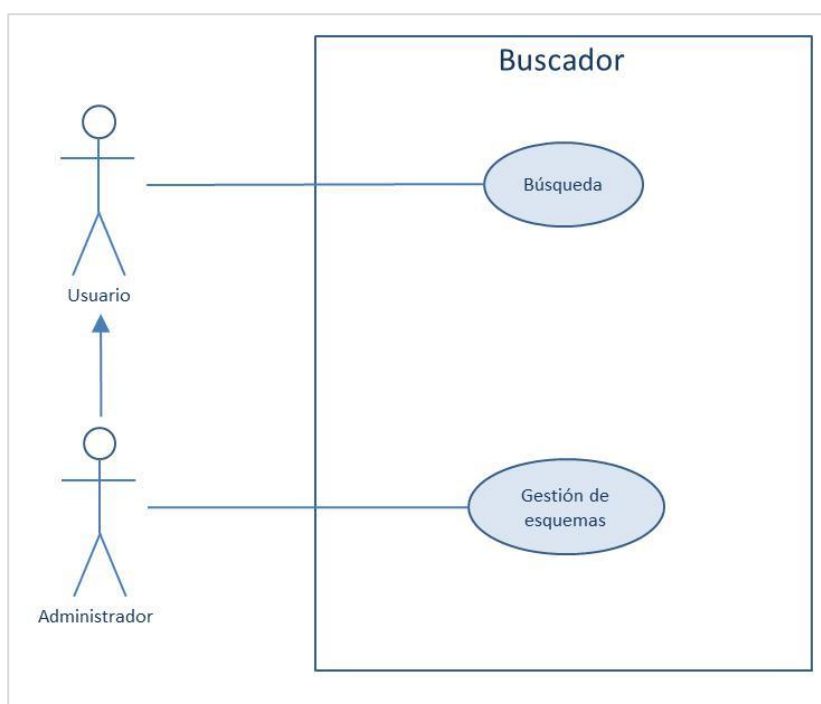 Buscador
Búsqueda
Usuario
Gestión de
esquemas
Administrador